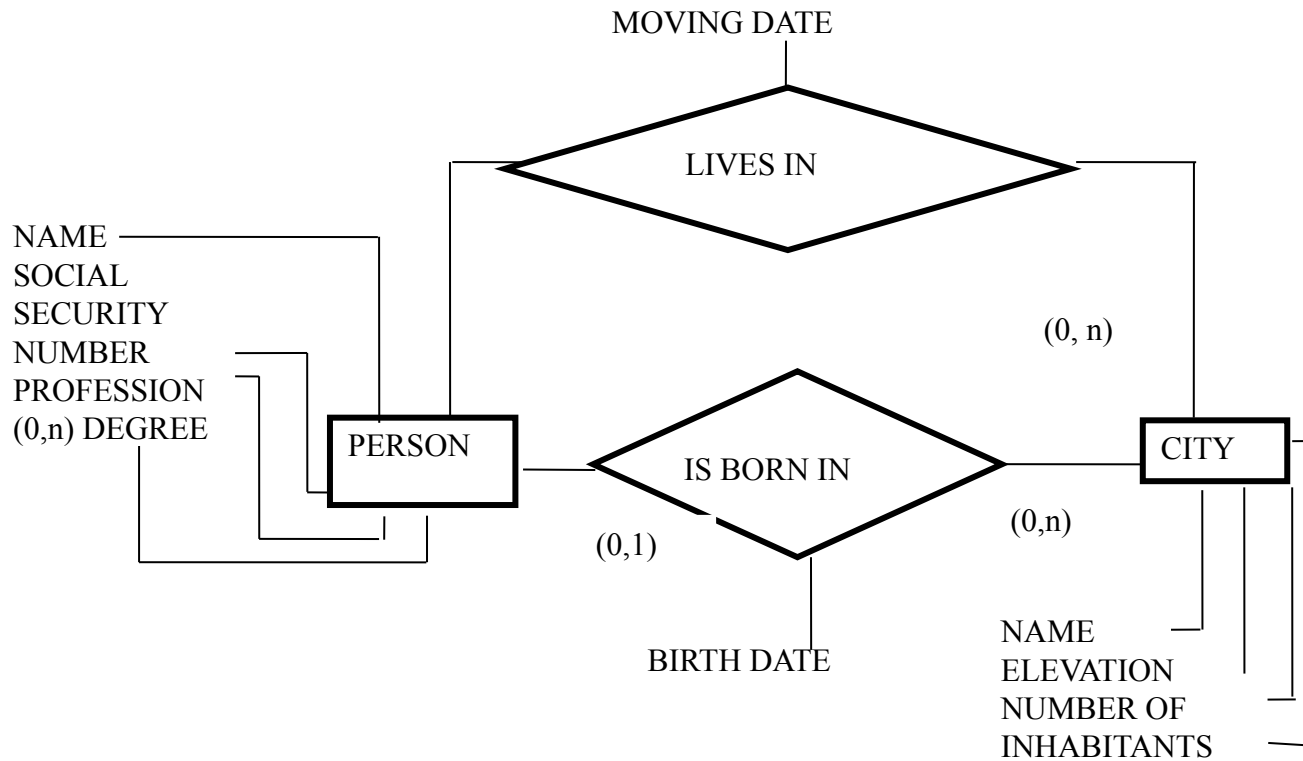 MOVING DATE
LIVES IN
NAME
SOCIAL
SECURITY
NUMBER
PROFESSION
(0,n) DEGREE
(0, n)
PERSON
IS BORN IN
CITY
(0,1)
(0,n)
BIRTH DATE
NAME
ELEVATION
NUMBER OF
INHABITANTS